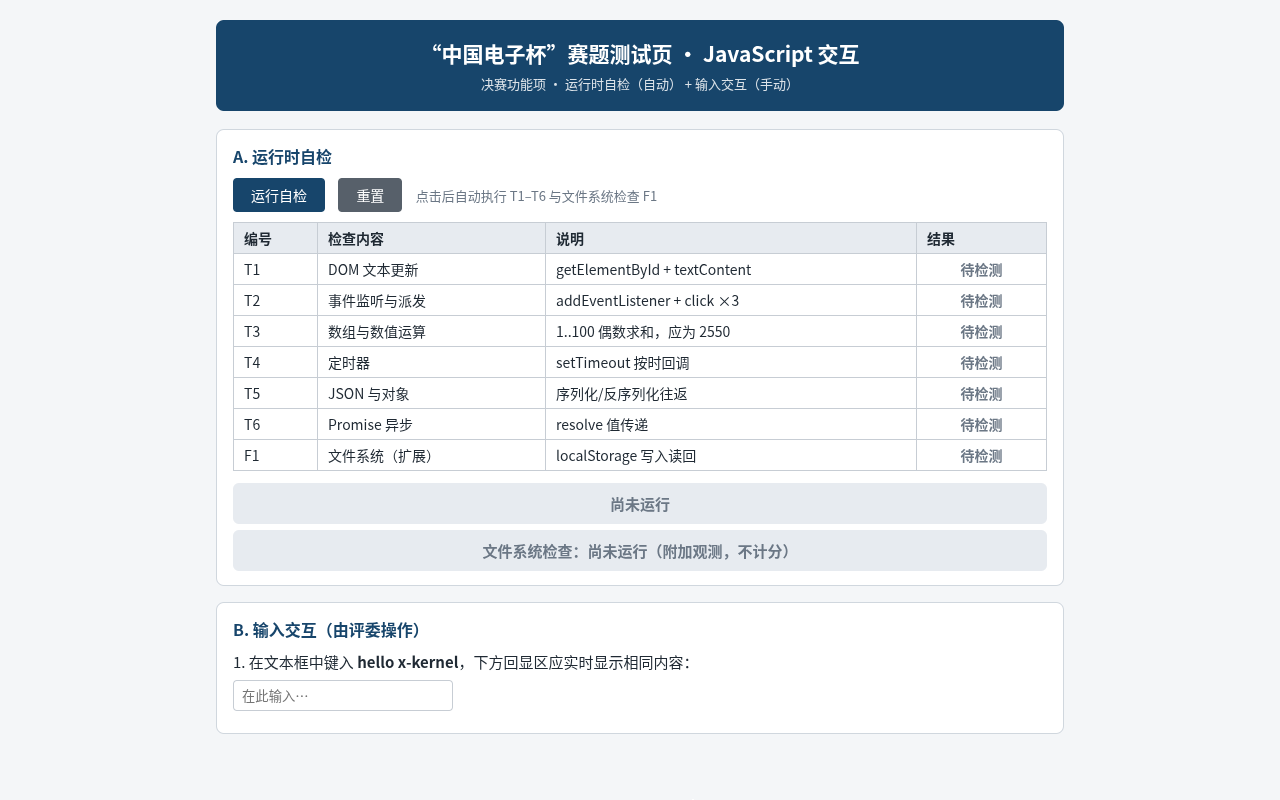 “中国电子杯”赛题测试页 · JavaScript 交互
决赛功能项 · 运行时自检（自动）+ 输入交互（手动）
A. 运行时自检
运行自检 重置 点击后自动执行 T1–T6 与文件系统检查 F1
编号 检查内容 说明 结果
T1 DOM 文本更新 getElementById + textContent 待检测
T2 事件监听与派发 addEventListener + click ×3 待检测
T3 数组与数值运算 1..100 偶数求和，应为 2550 待检测
T4 定时器 setTimeout 按时回调 待检测
T5 JSON 与对象 序列化/反序列化往返 待检测
T6 Promise 异步 resolve 值传递 待检测
F1 文件系统（扩展） localStorage 写入读回 待检测
尚未运行
文件系统检查：尚未运行（附加观测，不计分）
B. 输入交互（由评委操作）
1. 在文本框中键入 hello x-kernel，下方回显区应实时显示相同内容：
在此输入…